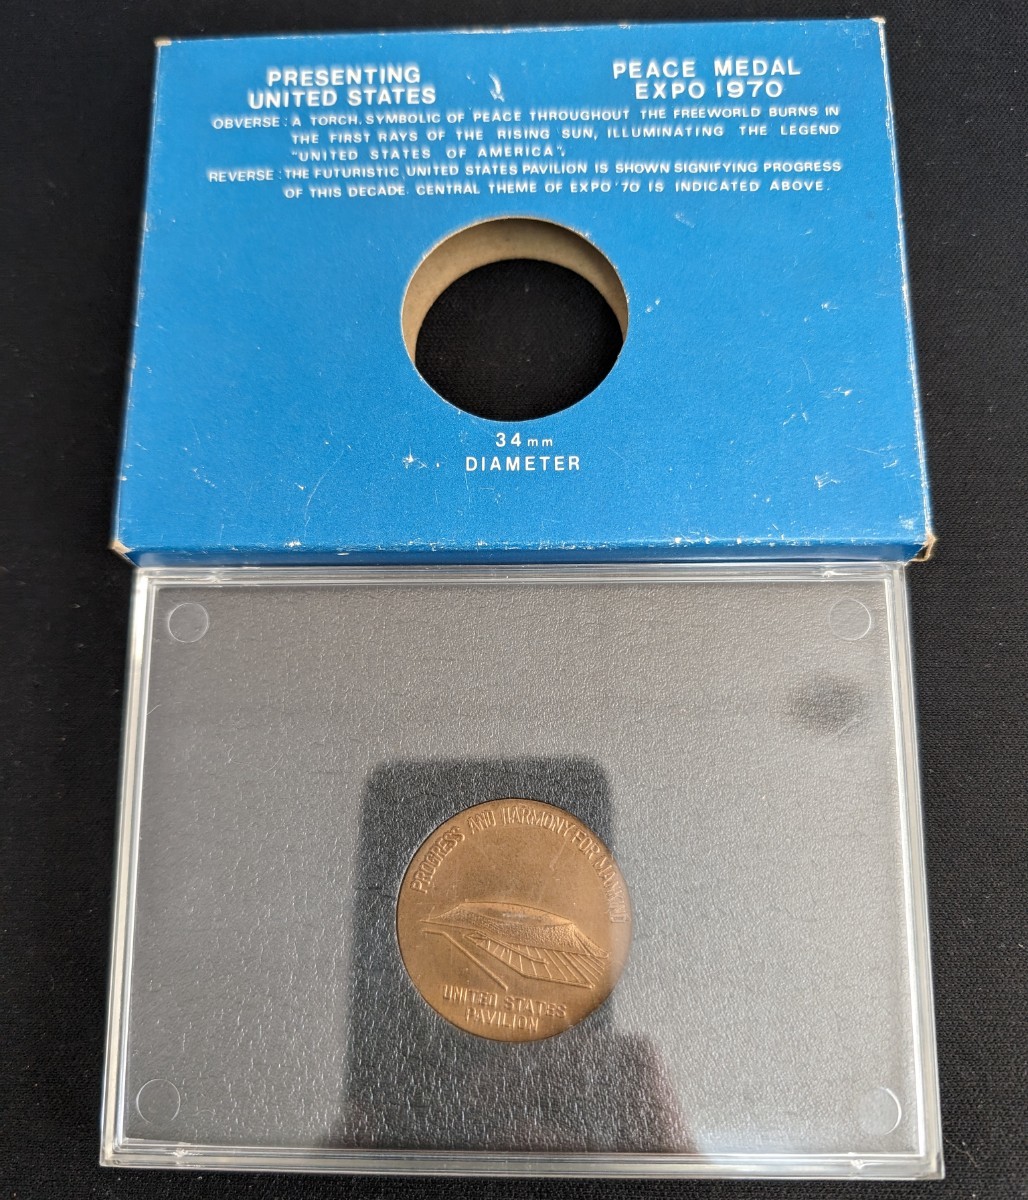 PRESENTING
UNITED STATES
PEACE MEDAL
EXPO 1970
OBVERSE : A TORCH. SYMBOLIC OF PEACE THROUGHOUT THE FREEWORLD BURNS IN
THE FIRST RAYS OF THE RISING SUN, ILLUMINATING THE LEGEND
"UNITED STATES OF AMERICA".
REVERSE : THE FUTURISTIC UNITED STATES PAVILION IS SHOWN SIGNIFYING PROGRESS
OF THIS DECADE. CENTRAL THEME OF EXPO '70 IS INDICATED ABOVE.
34mm
DIAMETER
PROGRESS AND HARMONY FOR MANKIND
UNITED STATES
PAVILION